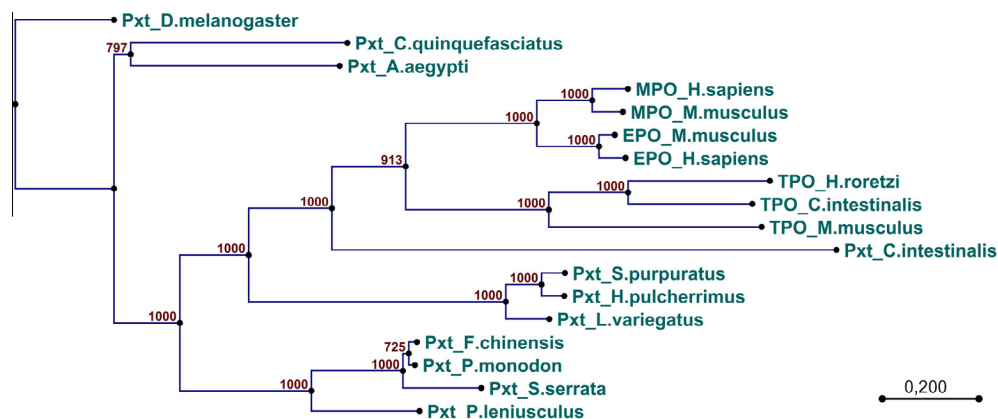 Pxt_D.melanogaster
797
Pxt_C.quinquefasciatus
Pxt_A.aegypti
1000
MPO_H.sapiens
1000
MPO_M.musculus
1000
EPO_M.musculus
EPO_H.sapiens
913
1000
TPO_H.roretzi
1000
TPO_C.intestinalis
TPO_M.musculus
1000
Pxt_C.intestinalis
1000
1000
Pxt_S.purpuratus
1000
Pxt_H.pulcherrimus
Pxt_L.variegatus
1000
725
Pxt_F.chinensis
1000
Pxt_P.monodon
1000
Pxt_S.serrata
Pxt_P.leniusculus
0,200